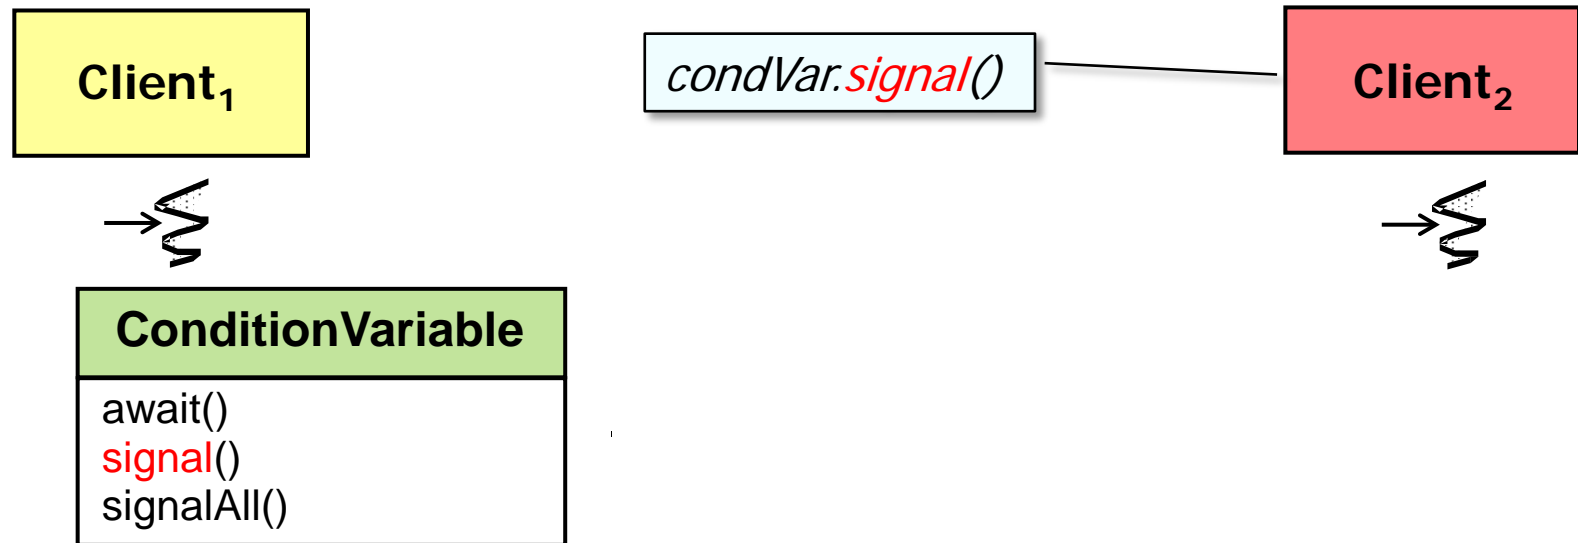 Client₁
condVar.signal()
Client₂
ConditionVariable
await()
signal()
signalAll()